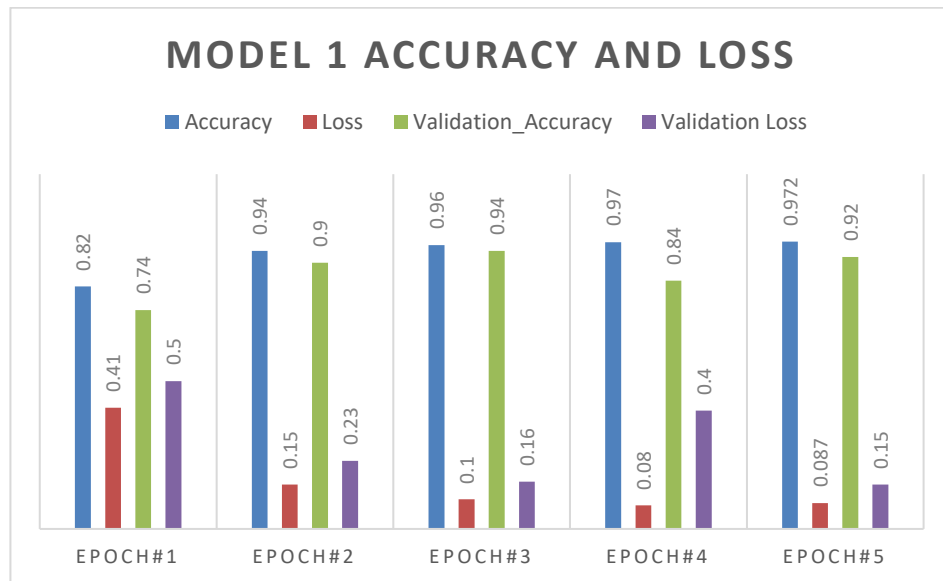 MODEL 1 ACCURACY AND LOSS
Accuracy Loss Validation_Accuracy Validation Loss
0.82 0.41 0.74 0.5
0.94 0.15 0.9 0.23
0.96 0.1 0.94 0.16
0.97 0.08 0.84 0.4
0.972 0.087 0.92 0.15
EPOCH#1 EPOCH#2 EPOCH#3 EPOCH#4 EPOCH#5